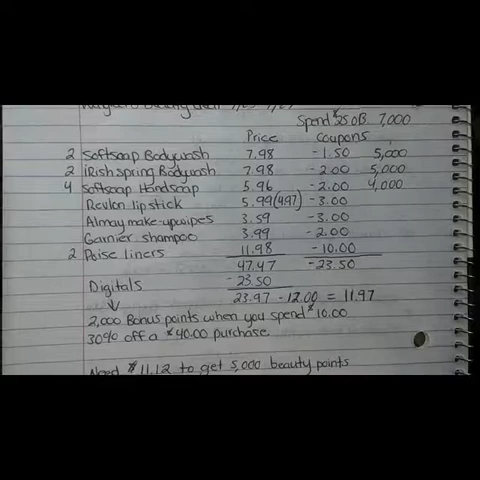 Spend $25 OB 7,000
Price Coupons
2 Softsoap Bodywash 7.98 -1.50 5,000
2 iRish spring Bodywash 7.98 -2.00 5,000
4 Softsoap Handsoap 5.96 -2.00 4,000
Revlon lipstick 5.99 (4.97) -3.00
Almay make-up wipes 3.59 -3.00
Garnier shampoo 3.99 -2.00
2 Poise liners 11.98 -10.00
47.47 -23.50
Digitals -23.50
↓ 23.97 - 12.00 = 11.97
2,000 Bonus points when you spend $10.00
30% off a $40.00 purchase
Need $11.12 to get 5,000 beauty points